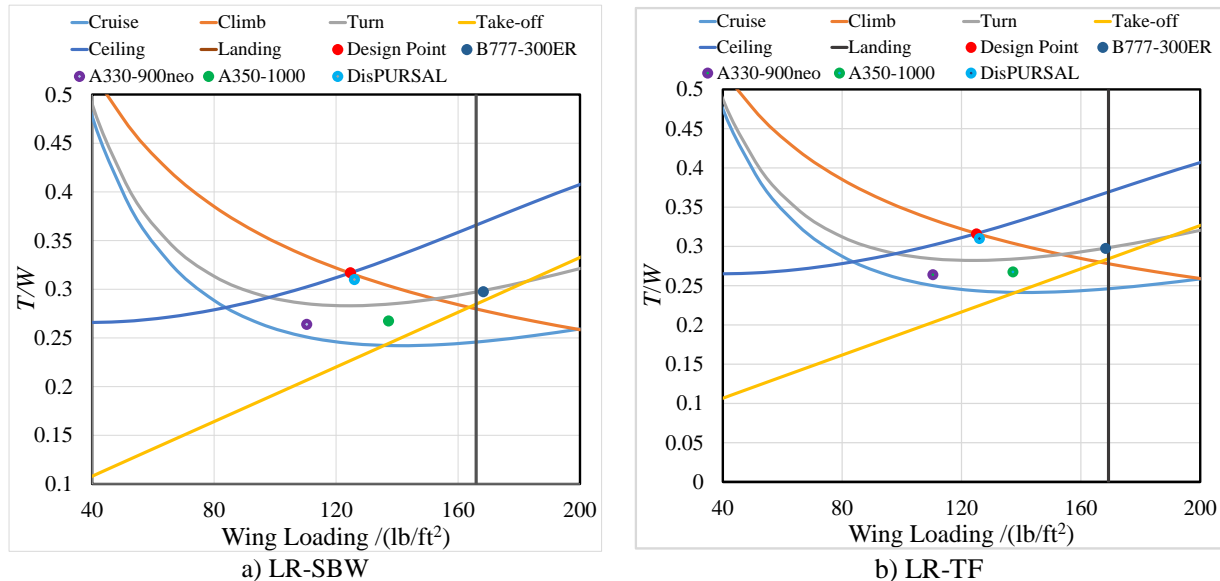 Cruise Climb Turn Take-off
Ceiling Landing Design Point B777-300ER
A330-900neo A350-1000 DisPURSAL
0.5
0.45
0.4
0.35
0.3
0.25
0.2
0.15
0.1
T/W
40 80 120 160 200
Wing Loading /(lb/ft²)
a) LR-SBW
Cruise Climb Turn Take-off
Ceiling Landing Design Point B777-300ER
A330-900neo A350-1000 DisPURSAL
0.5
0.45
0.4
0.35
0.3
0.25
0.2
0.15
0.1
0.05
0
T/W
40 80 120 160 200
Wing Loading /(lb/ft²)
b) LR-TF